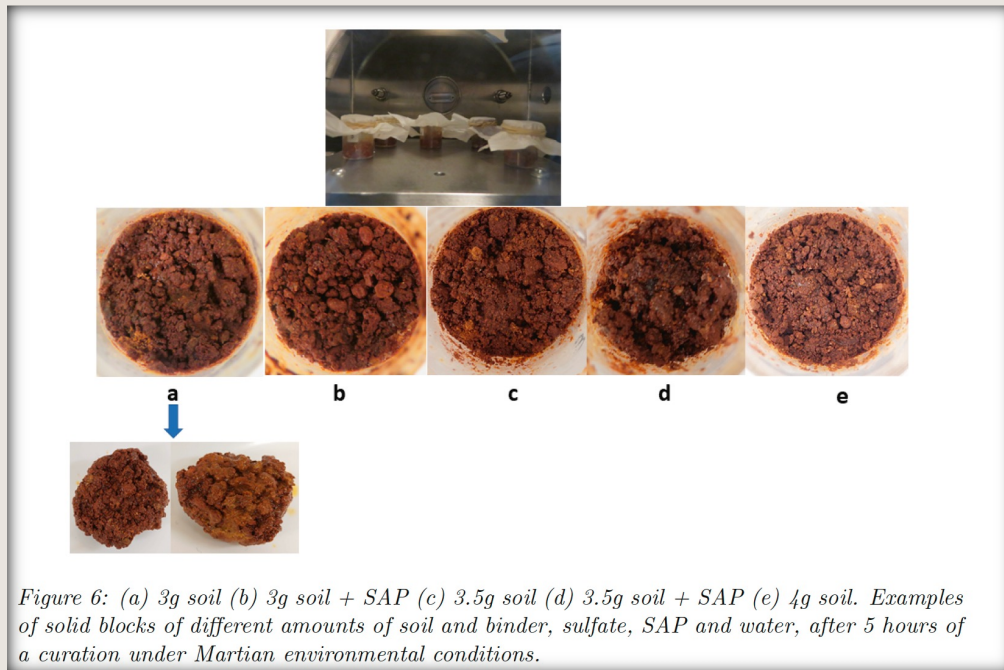 a
b
c
d
e
Figure 6: (a) 3g soil (b) 3g soil + SAP (c) 3.5g soil (d) 3.5g soil + SAP (e) 4g soil. Examples
of solid blocks of different amounts of soil and binder, sulfate, SAP and water, after 5 hours of
a curation under Martian environmental conditions.